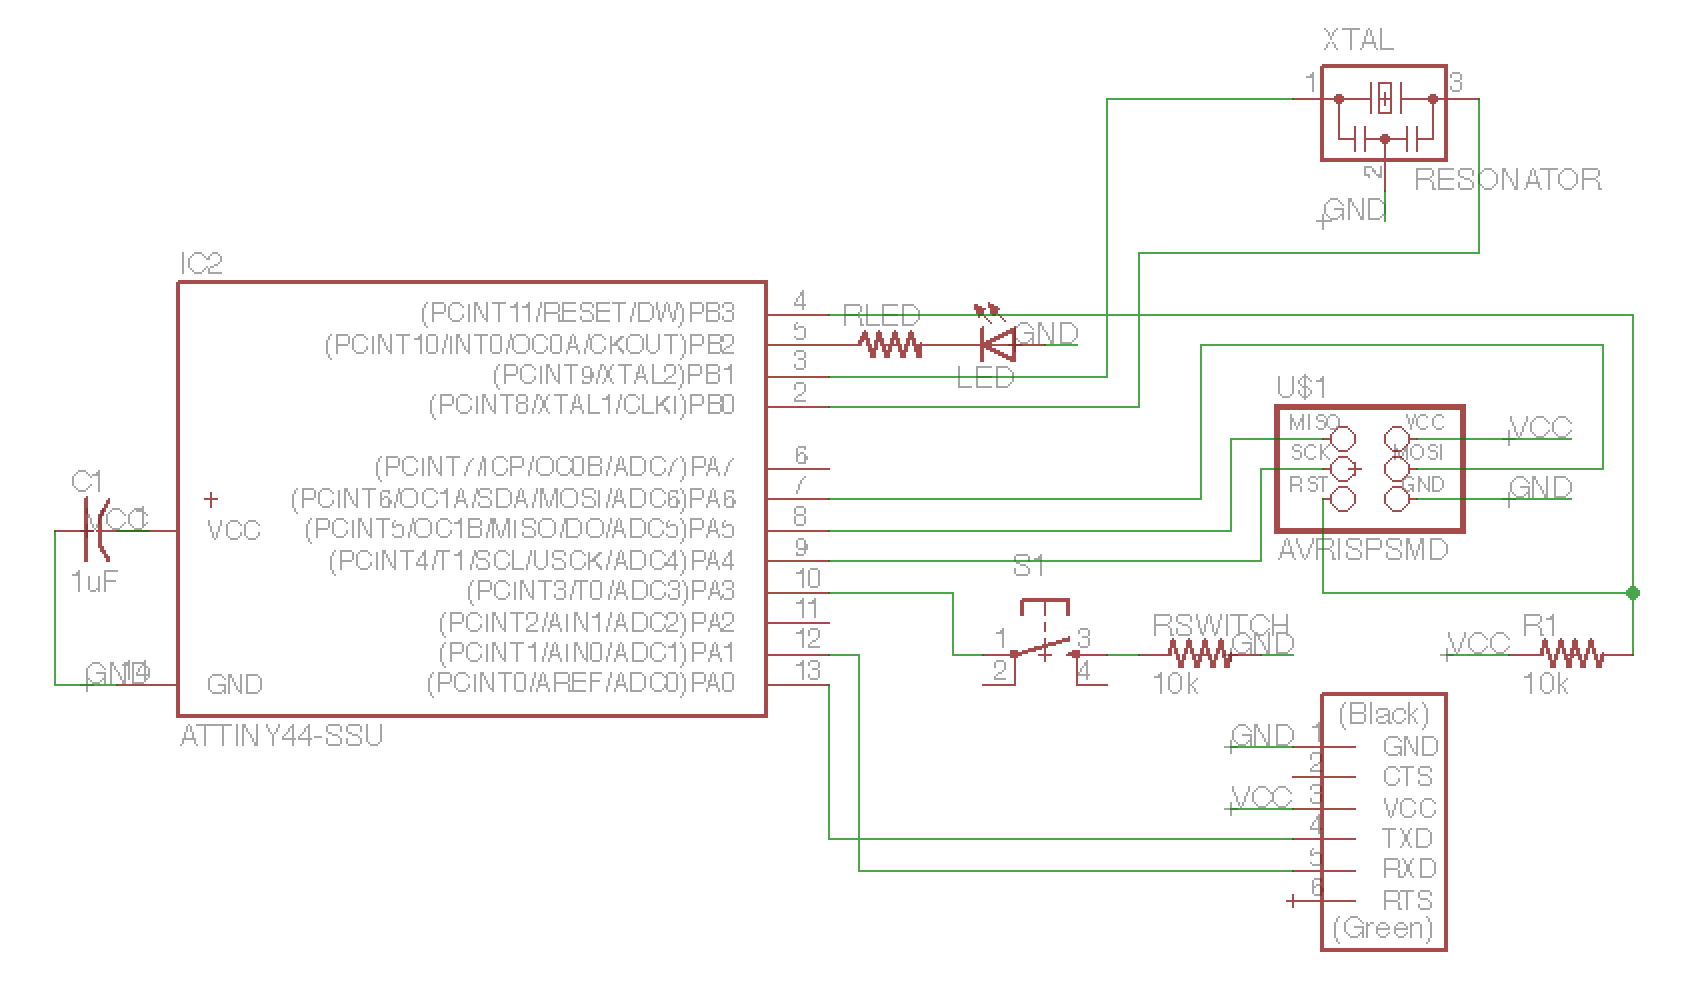 XTAL
1
3
2
RESONATOR
GND
IC2
(PCINT11/RESET/DW)PB3
4
RLED
(PCINT10/INT0/OC0A/CKOUT)PB2
5
GND
(PCINT9/XTAL2)PB1
3
LED
(PCINT8/XTAL1/CLKI)PB0
2
U$1
MISO
VCC
VCC
SCK
MOSI
RST
GND
GND
AVRISPSMD
(PCINT7/ICP/OC0B/ADC7)PA7
6
(PCINT6/OC1A/SDA/MOSI/ADC6)PA6
7
(PCINT5/OC1B/MISO/DO/ADC5)PA5
8
(PCINT4/T1/SCL/USCK/ADC4)PA4
9
(PCINT3/T0/ADC3)PA3
10
(PCINT2/AIN1/ADC2)PA2
11
(PCINT1/AIN0/ADC1)PA1
12
(PCINT0/AREF/ADC0)PA0
13
C1
VCC
1
VCC
1uF
GND
14
GND
ATTINY44-SSU
S1
1
3
2
4
RSWITCH
GND
10k
VCC
R1
10k
(Black)
GND
1
GND
2
CTS
VCC
3
VCC
4
TXD
5
RXD
6
RTS
(Green)